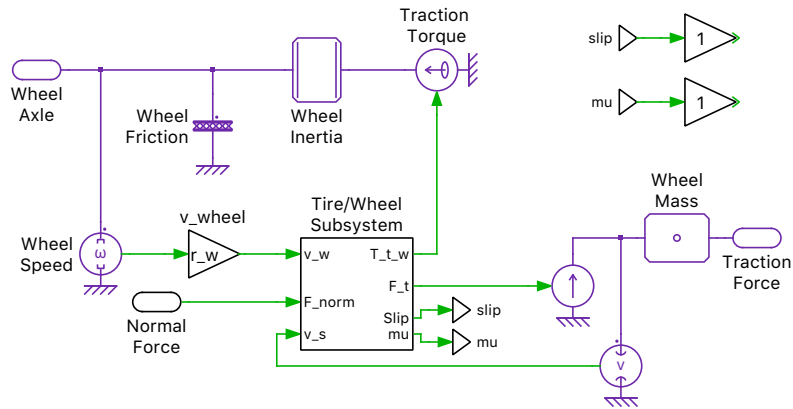 Traction
Torque
slip
1
Wheel
Axle
Wheel
Friction
Wheel
Inertia
mu
1
Wheel
Mass
Tire/Wheel
Subsystem
v_wheel
Wheel
Speed
ω
r_w
v_w
T_t_w
Traction
Force
F_t
F_norm
Normal
Force
Slip
slip
v_s
mu
mu
v